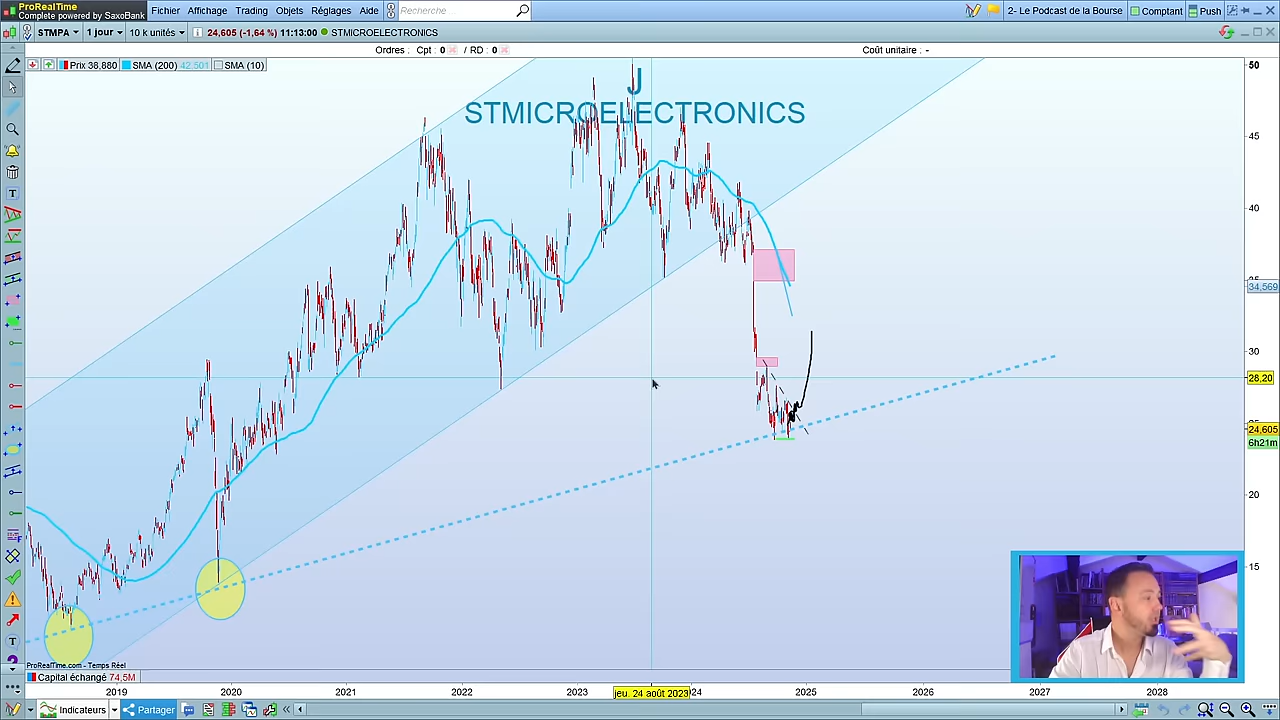 ProRealTime
Complete powered by SaxoBank
Fichier Affichage Trading Objets Réglages Aide Recherche 2- Le Podcast de la Bourse Comptant Push
STMPA 1 jour 10 k unités 24,605 (-1,64 %) 11:13:00 STMICROELECTRONICS
Ordres : Cpt : 0 / RD : 0 Coût unitaire : -
Prix 38,880 SMA (200) 42,501 SMA (10)
J
STMICROELECTRONICS
50
45
40
34,569
30
28,20
24,605
6h21m
20
15
ProRealTime.com - Temps Réel
Capital échangé 74,5M
2019 2020 2021 2022 2023 jeu. 24 août 2023 24 2025 2026 2027 2028
Indicateurs Partager